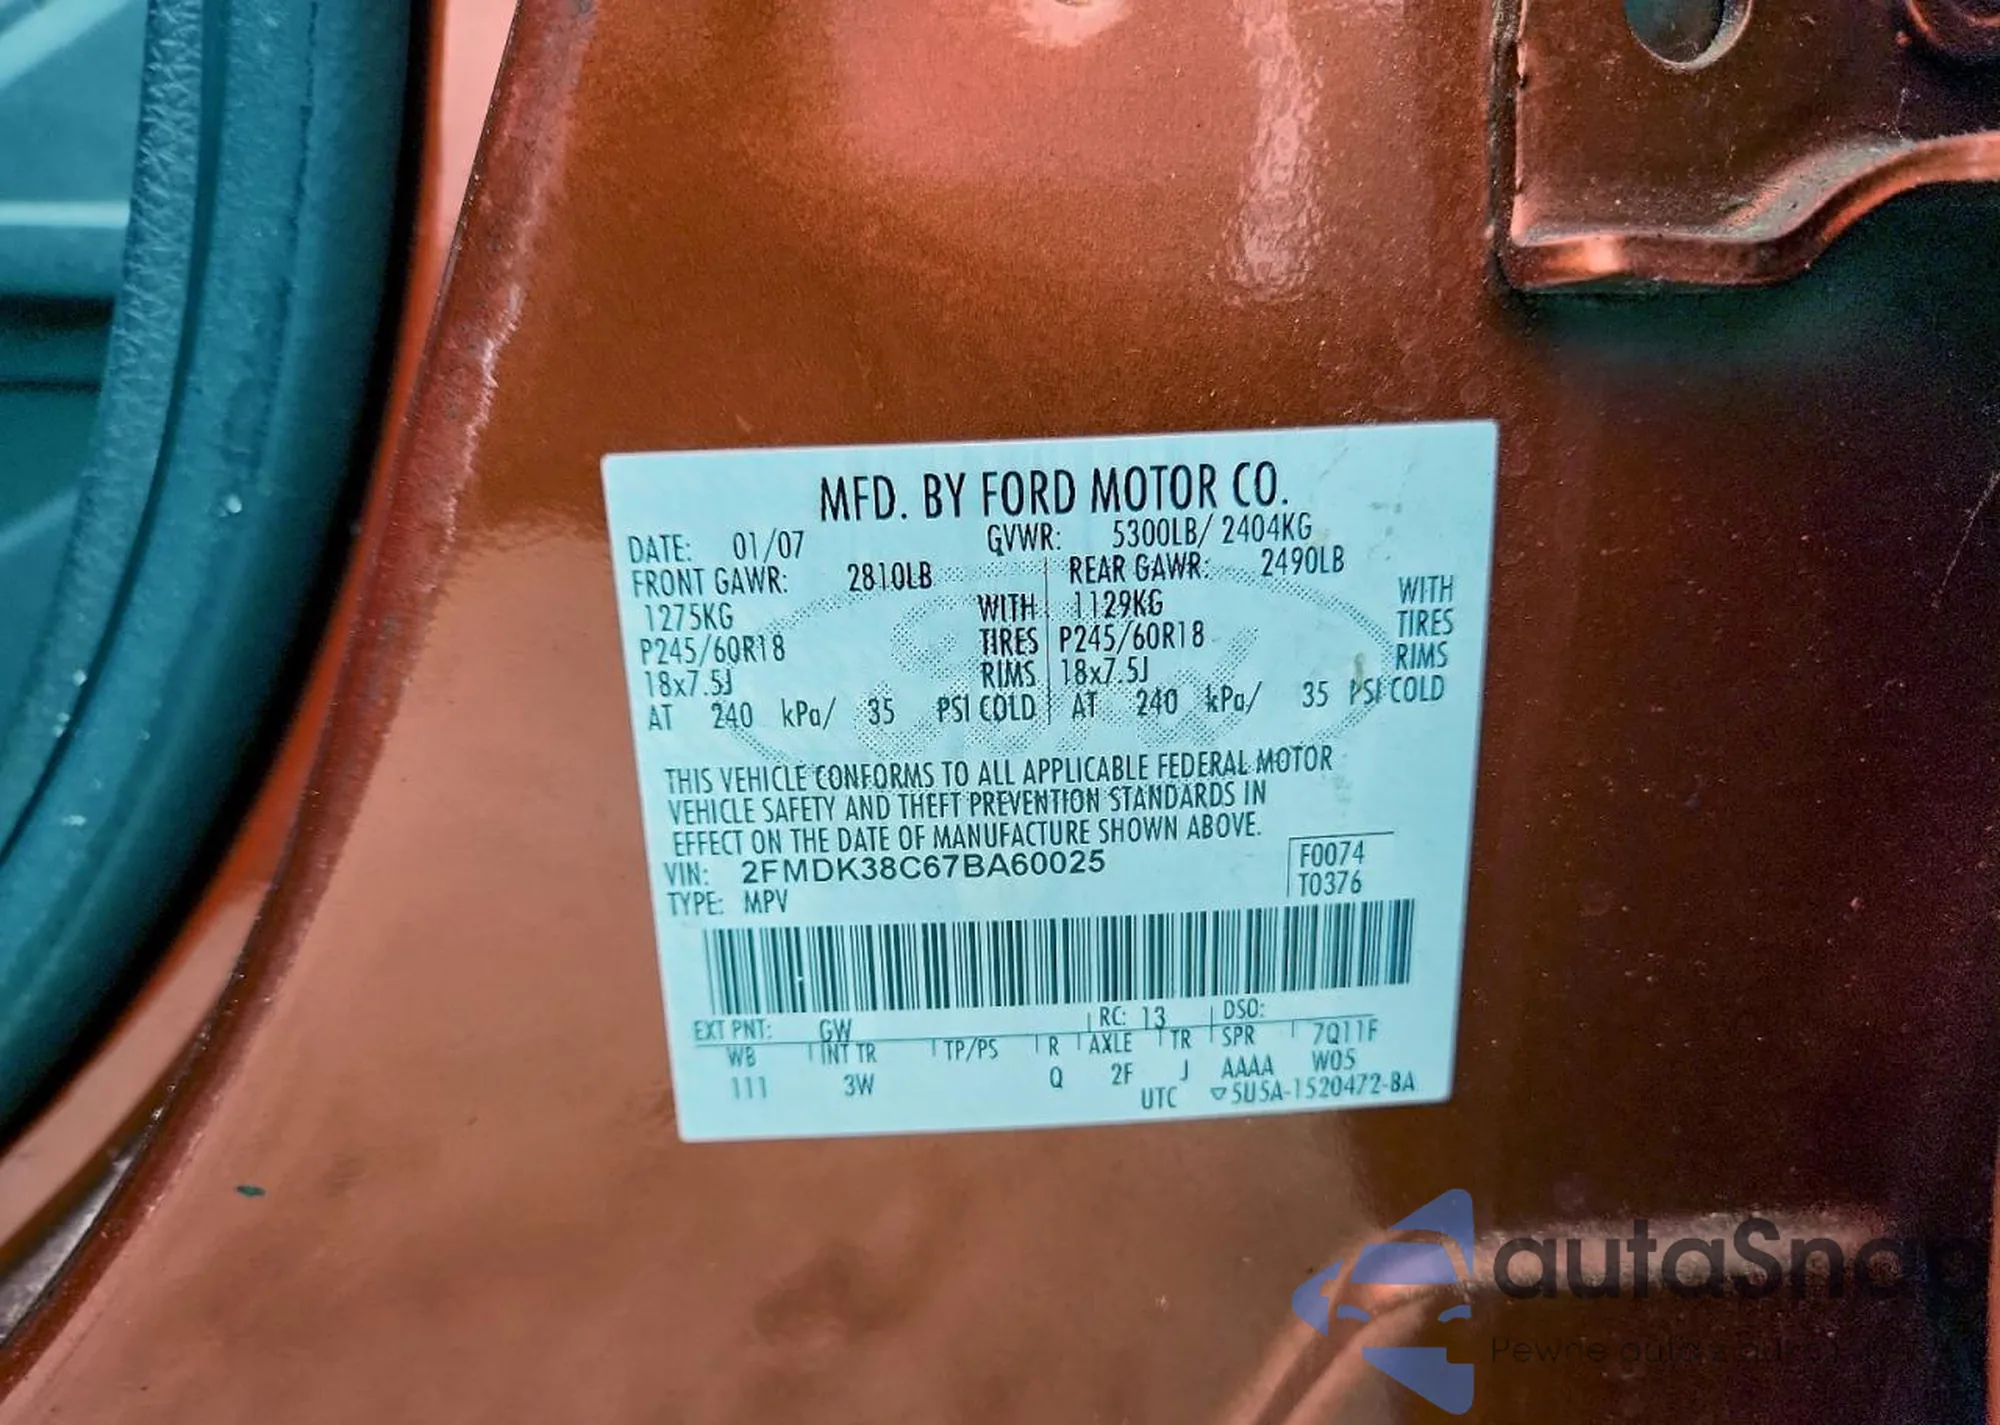 MFD. BY FORD MOTOR CO.
DATE: 01/07 GVWR: 5300LB/ 2404KG
FRONT GAWR: 2810LB REAR GAWR: 2490LB
1275KG WITH 1129KG WITH
P245/60R18 TIRES P245/60R18 TIRES
18x7.5J RIMS 18x7.5J RIMS
AT 240 kPa/ 35 PSI COLD AT 240 kPa/ 35 PSI COLD
THIS VEHICLE CONFORMS TO ALL APPLICABLE FEDERAL MOTOR
VEHICLE SAFETY AND THEFT PREVENTION STANDARDS IN
EFFECT ON THE DATE OF MANUFACTURE SHOWN ABOVE.
VIN: 2FMDK38C67BA60025 F0074
TYPE: MPV T0376
EXT PNT: GW RC: 13 DSO:
WB INT TR TP/PS R AXLE TR SPR 7Q11F
111 3W Q 2F J AAAA W05
UTC ▽5U5A-1520472-BA
autaSnap
Pewne auta